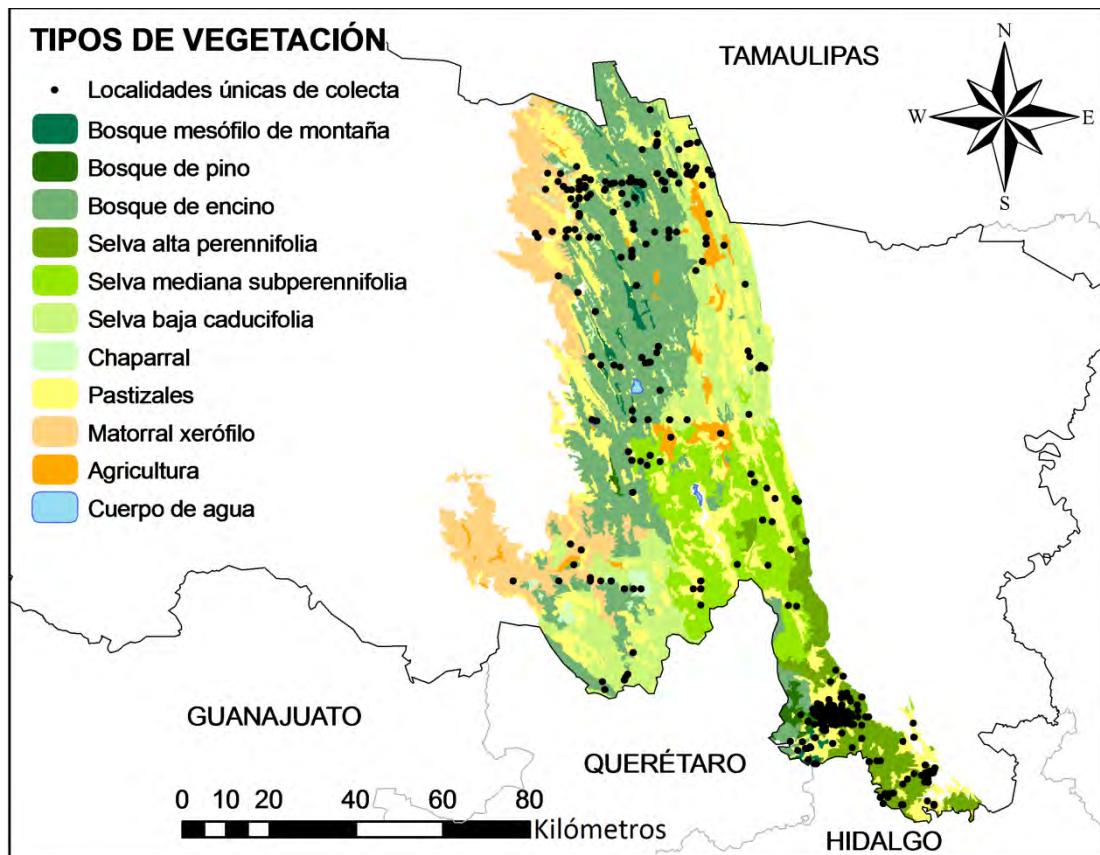 TIPOS DE VEGETACIÓN
Localidades únicas de colecta
Bosque mesófilo de montaña
Bosque de pino
Bosque de encino
Selva alta perennifolia
Selva mediana subperennifolia
Selva baja caducifolia
Chaparral
Pastizales
Matorral xerófilo
Agricultura
Cuerpo de agua
TAMAULIPAS
N
W
E
S
GUANAJUATO
QUERÉTARO
HIDALGO
0 10 20 40 60 80
Kilómetros